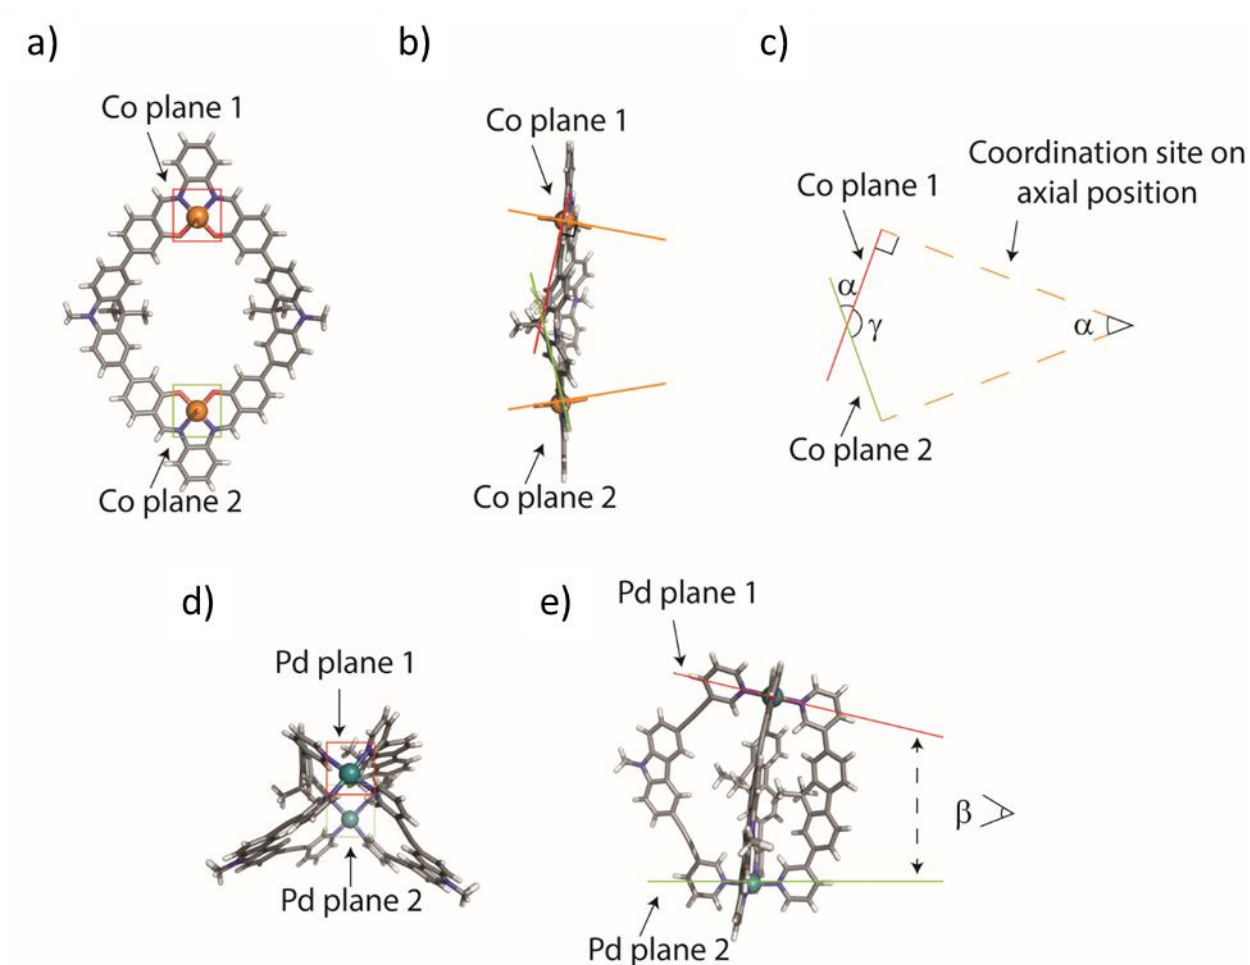 a)
Co plane 1
Co plane 2
b)
Co plane 1
Co plane 2
c)
Co plane 1
Coordination site on
axial position
α
γ
α
Co plane 2
d)
Pd plane 1
Pd plane 2
e)
Pd plane 1
β
Pd plane 2